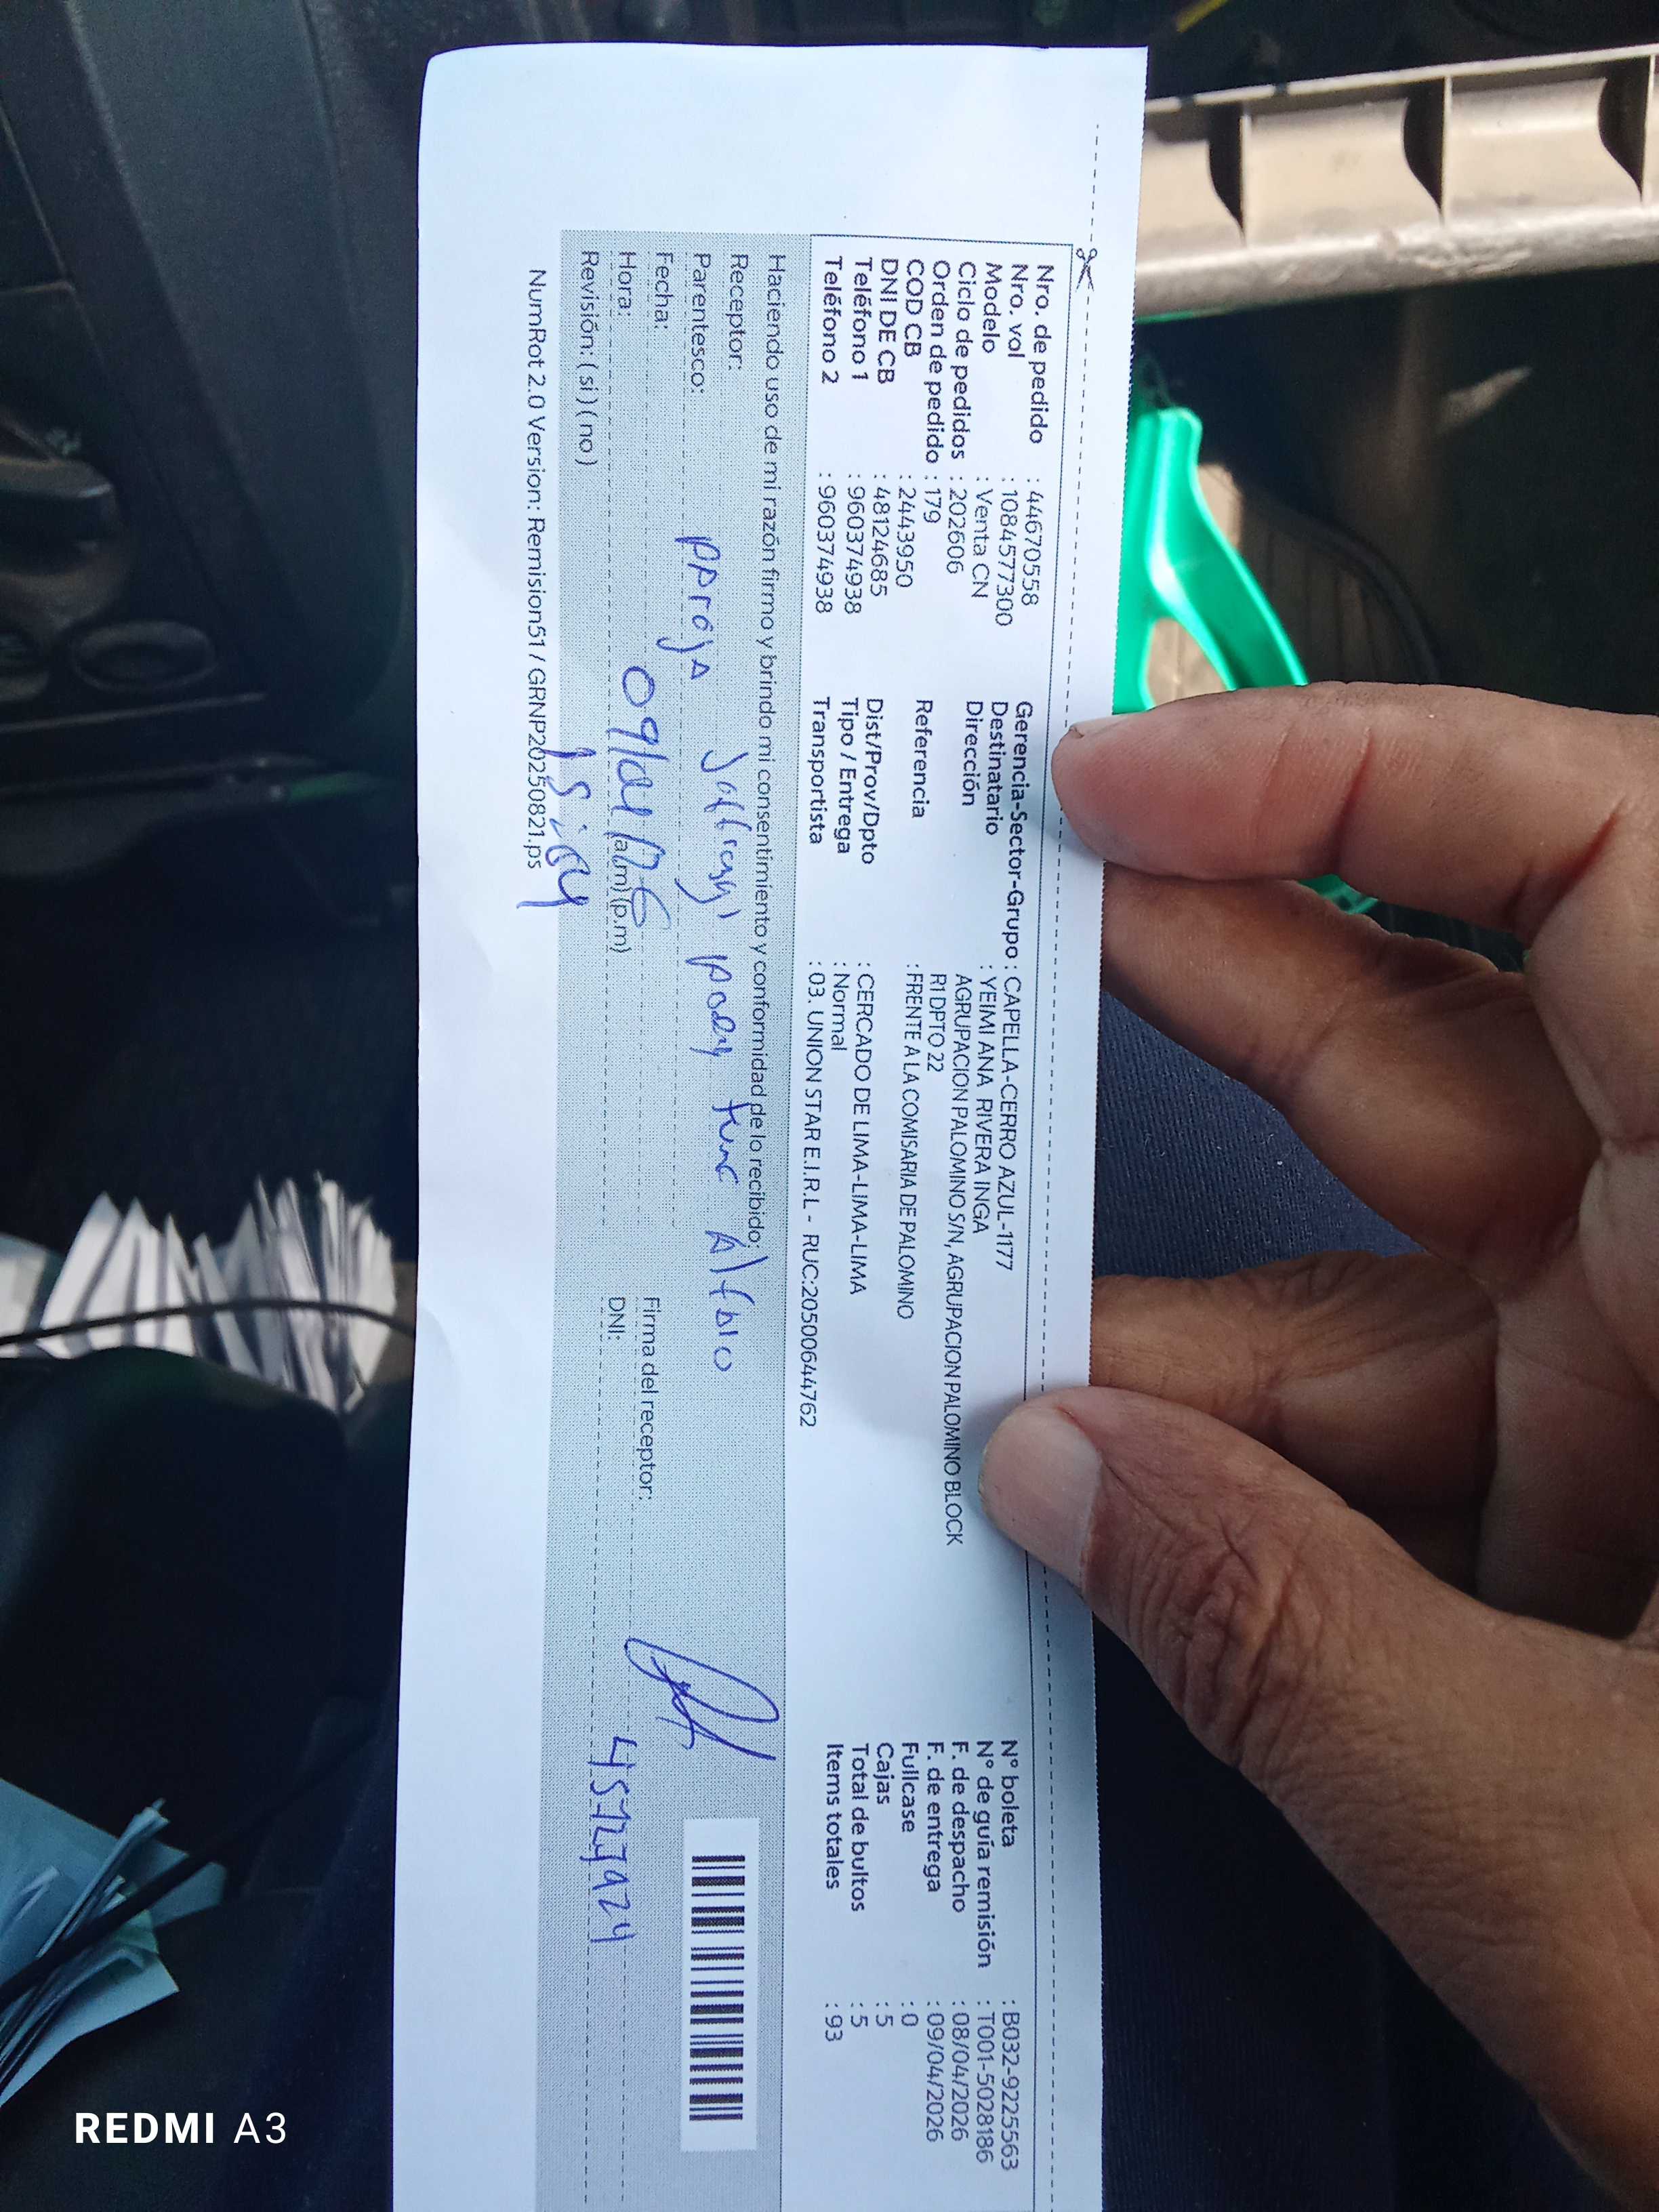 Nro. de pedido : 44670558
Nro. vol : 1084577300
Modelo : Venta CN
Ciclo de pedidos : 202606
Orden de pedido : 179
COD CB : 2443950
DNI DE CB : 48124685
Teléfono 1 : 960374938
Teléfono 2 : 960374938
Gerencia-Sector-Grupo : CAPELLA-CERRO AZUL-1177
Destinatario : YEIMI ANA RIVERA INGA
Dirección AGRUPACION PALOMINO S/N, AGRUPACION PALOMINO BLOCK
R1 DPTO 22
Referencia : FRENTE A LA COMISARIA DE PALOMINO
Dist/Prov/Dpto : CERCADO DE LIMA-LIMA-LIMA
Tipo / Entrega : Normal
Transportista : 03. UNION STAR E.I.R.L - RUC:20500644762
N° boleta : B032-9225563
N° de guía remisión : T001-5028186
F. de despacho : 08/04/2026
F. de entrega : 09/04/2026
Fullcase : 0
Cajas : 5
Total de bultos : 5
Items totales : 93
Haciendo uso de mi razón firmo y brindo mi consentimiento y conformidad de lo recibido:
Receptor:
Parentesco:
Fecha: 09/04/26
Hora: (a.m) (p.m)
Revisión: ( si ) ( no )
Firma del receptor:
DNI:
NumRot 2.0 Version: Remision51 / GRNP20250821.ps
REDMI A3